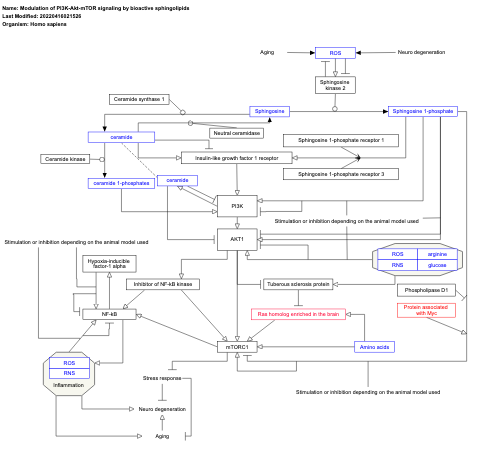 Name: Modulation of PI3K-Akt-mTOR signaling by bioactive sphingolipids
Last Modified: 20220416021526
Organism: Homo sapiens
Aging
ROS
Neuro degeneration
Sphingosine
kinase 2
Ceramide synthase 1
Sphingosine
Sphingosine 1-phosphate
ceramide
Neutral ceramidase
Sphingosine 1-phosphate receptor 1
Ceramide kinase
Insulin-like growth factor 1 receptor
ceramide 1-phosphates
ceramide
Sphingosine 1-phosphate receptor 3
PI3K
Stimulation or inhibition depending on the animal model used
Stimulation or inhibition depending on the animal model used
AKT1
ROS
arginine
RNS
glucose
Hypoxia-inducible
factor-1 alpha
Inhibitor of NF-kB kinase
Tuberous sclerosis protein
Phospholipase D1
NF-kB
Ras homolog enriched in the brain
Protein associated
with Myc
mTORC1
Amino acids
ROS
RNS
Inflammation
Stress response
Stimulation or inhibition depending on the animal model used
Neuro degeneration
Aging